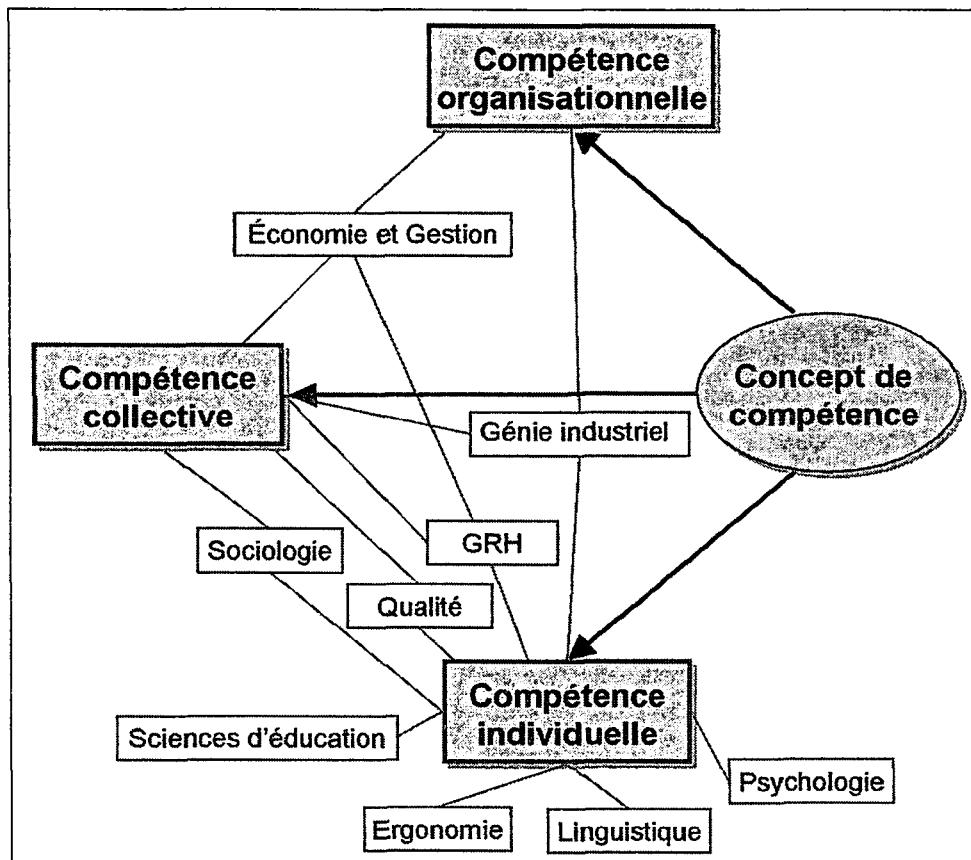 Compétence
organisationnelle
Économie et Gestion
Compétence
collective
Concept de
compétence
Génie industriel
Sociologie
GRH
Qualité
Compétence
individuelle
Sciences d'éducation
Psychologie
Ergonomie
Linguistique